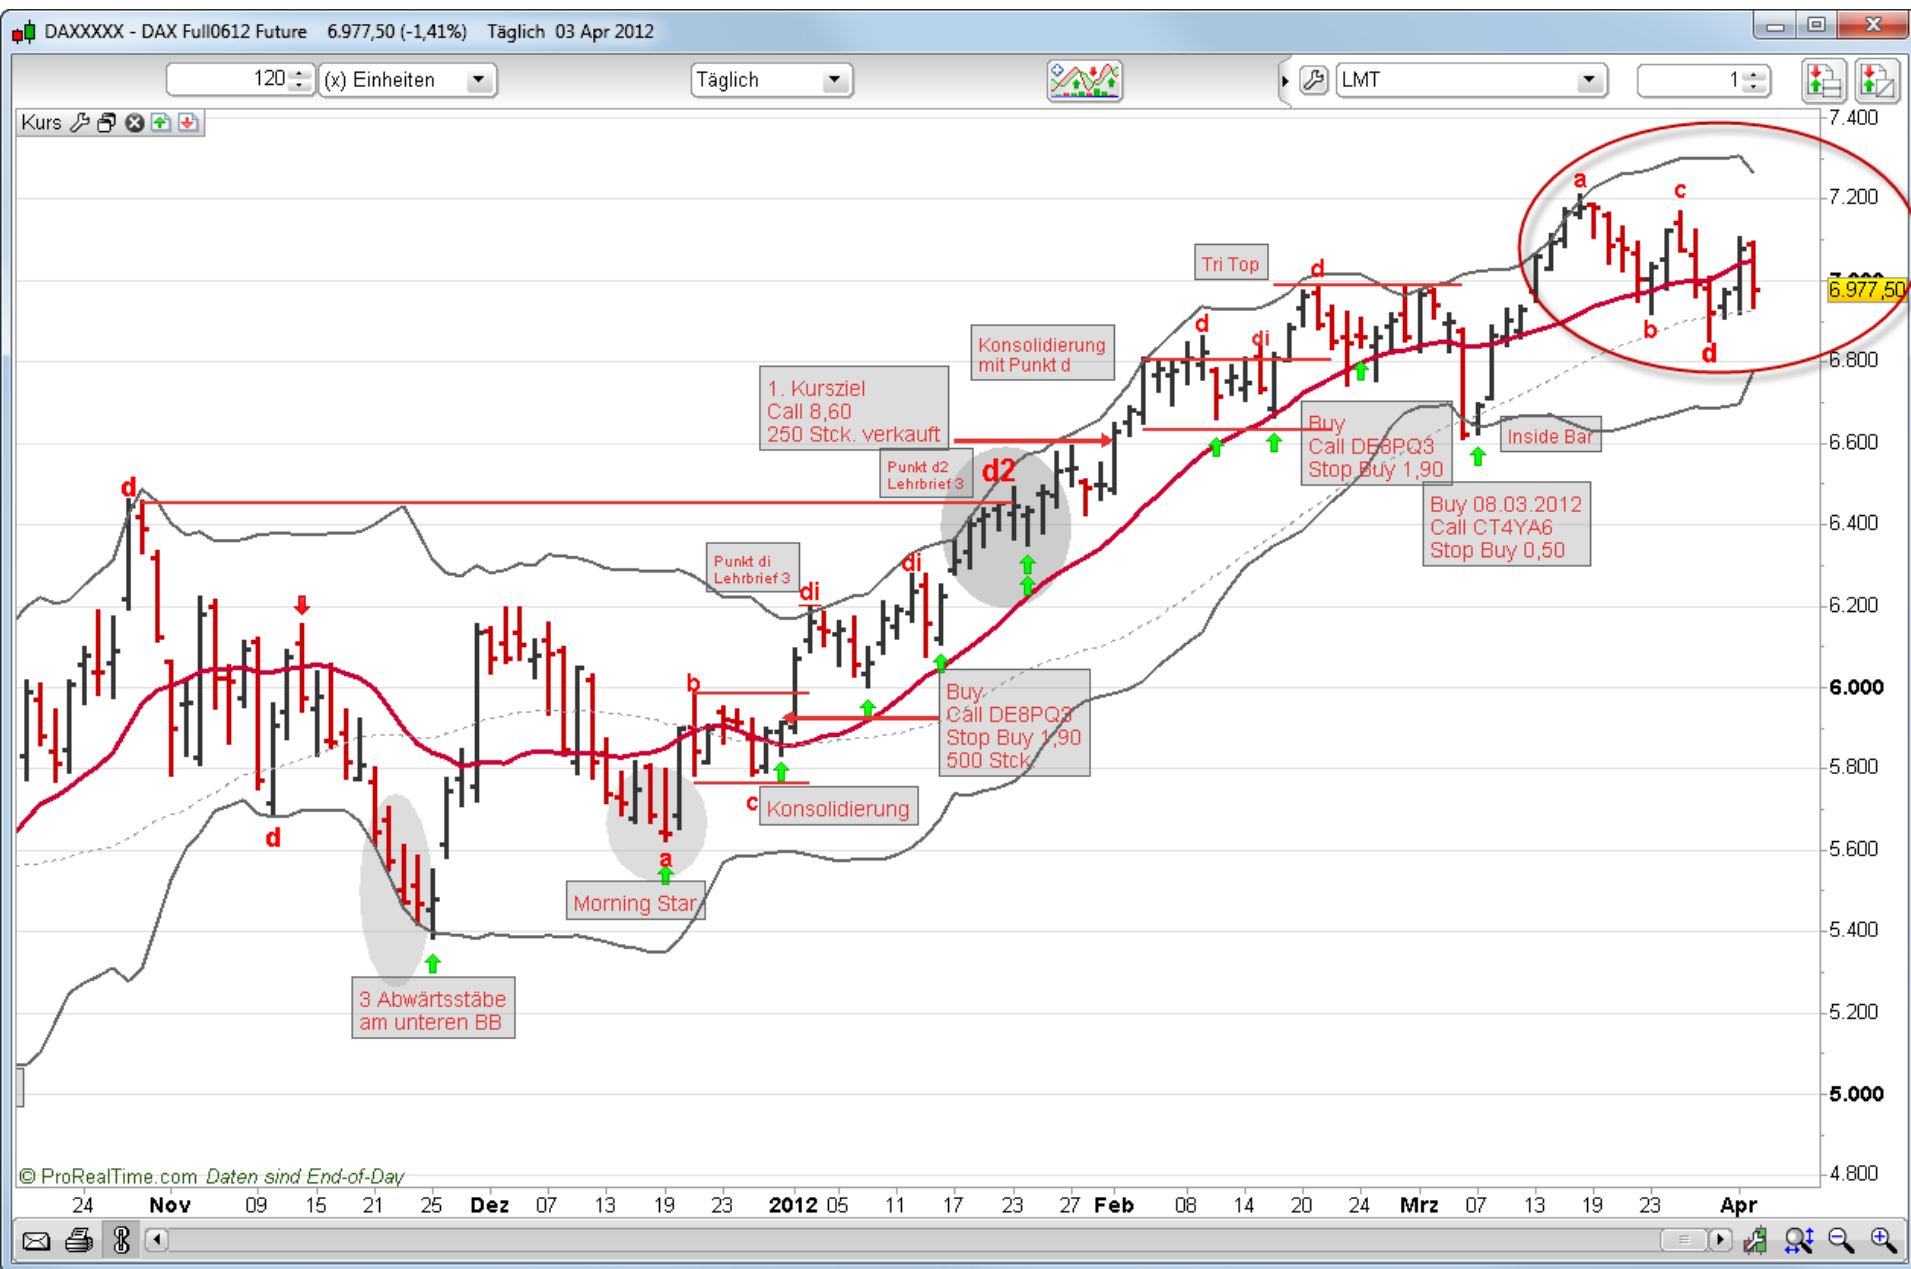 DAXXXXX - DAX Full0612 Future 6.977,50 (-1,41%) Täglich 03 Apr 2012
120 (x) Einheiten Täglich LMT 1
Kurs
7.400
7.200
7.000
6.977,50
6.800
6.600
6.400
6.200
6.000
5.800
5.600
5.400
5.200
5.000
4.800
a
c
b
d
Tri Top
d
d
di
Konsolidierung
mit Punkt d
1. Kursziel
Call 8,60
250 Stck. verkauft
Punkt d2
Lehrbrief 3
d2
Buy
Call DE8PQ3
Stop Buy 1,90
Inside Bar
Buy 08.03.2012
Call CT4YA6
Stop Buy 0,50
d
Punkt di
Lehrbrief 3
di
di
b
Buy
Call DE8PQ3
Stop Buy 1,90
500 Stck.
c
Konsolidierung
d
a
Morning Star
3 Abwärtsstäbe
am unteren BB
© ProRealTime.com Daten sind End-of-Day
24 Nov 09 15 21 25 Dez 07 13 19 23 2012 05 11 17 23 27 Feb 08 14 20 24 Mrz 07 13 19 23 Apr